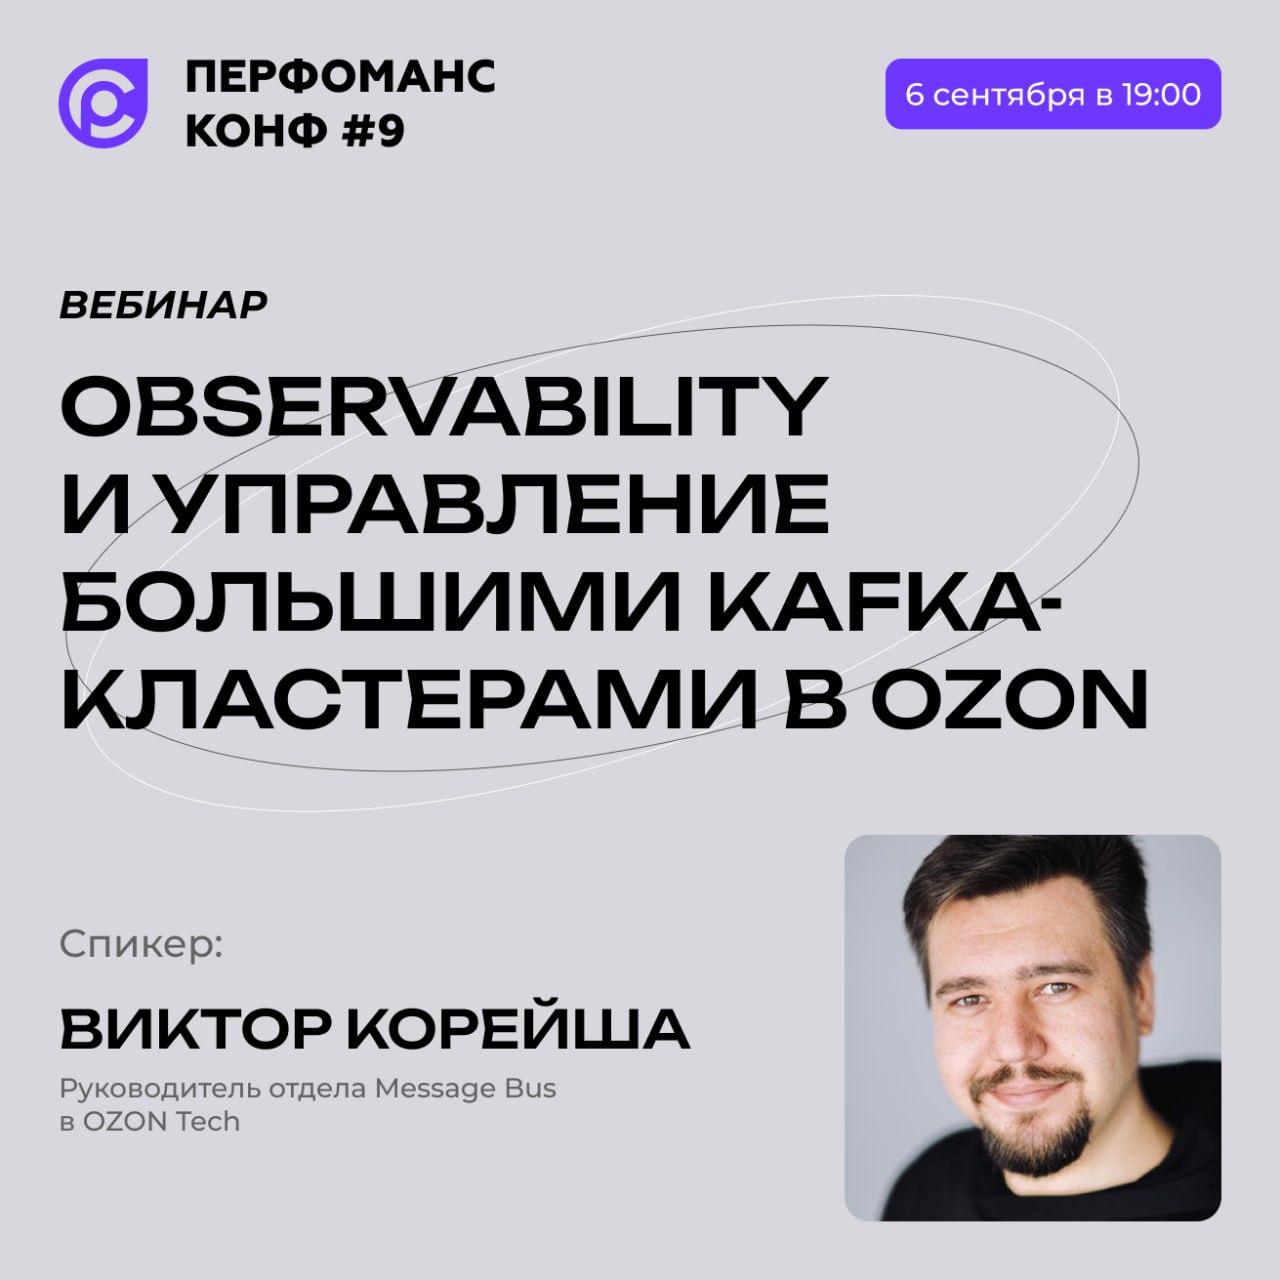 ПЕРФОМАНС
КОНФ #9
6 сентября в 19:00
ВЕБИНАР
OBSERVABILITY
И УПРАВЛЕНИЕ
БОЛЬШИМИ KAFKA-
КЛАСТЕРАМИ В OZON
Спикер:
ВИКТОР КОРЕЙША
Руководитель отдела Message Bus
в OZON Tech